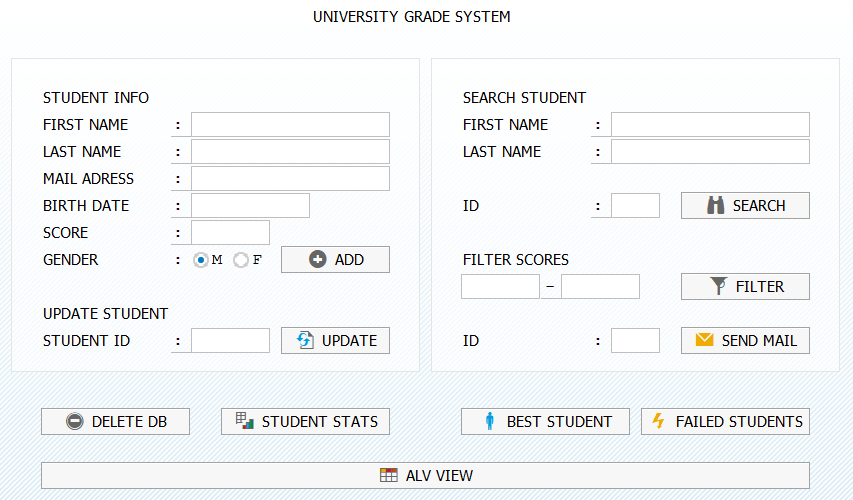 UNIVERSITY GRADE SYSTEM
STUDENT INFO
FIRST NAME :
LAST NAME :
MAIL ADRESS :
BIRTH DATE :
SCORE :
GENDER : M F ADD
UPDATE STUDENT
STUDENT ID : UPDATE
SEARCH STUDENT
FIRST NAME :
LAST NAME :
ID : SEARCH
FILTER SCORES
– FILTER
ID : SEND MAIL
DELETE DB STUDENT STATS BEST STUDENT FAILED STUDENTS
ALV VIEW